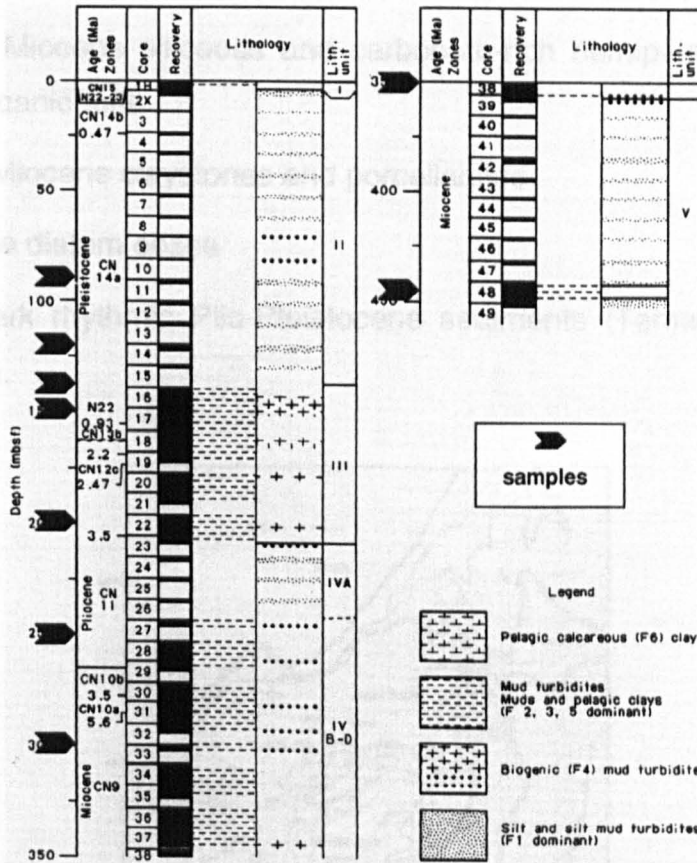 Age (Ma)
Zones
Core
Recovery
Lithology
Lith. unit
0
50
100
350
Depth (mbsf)
CN15
CN14b
0.47
CN
14a
Pleistocene
N22
0.93
CN13b
2.2
CN12a
2.47
3.5
Pliocene
CN
11
CN10b
3.5
CN10a
5.6
Miocene
CN9
1H
2X
3
4
5
6
7
8
9
10
11
12
13
14
15
16
17
18
19
20
21
22
23
24
25
26
27
28
29
30
31
32
33
34
35
36
37
38
I
II
III
IVA
IV
B-D
Age (Ma)
Zones
Core
Recovery
Lithology
Lith. unit
400
Miocene
38
39
40
41
42
43
44
45
46
47
48
49
V
samples
Legend
Pelagic calcareous (F6) clay
Mud turbidites
Muds and pelagic clays
(F 2, 3, 5 dominant)
Biogenic (F4) mud turbidite
Silt and silt mud turbidites
(F1 dominant)